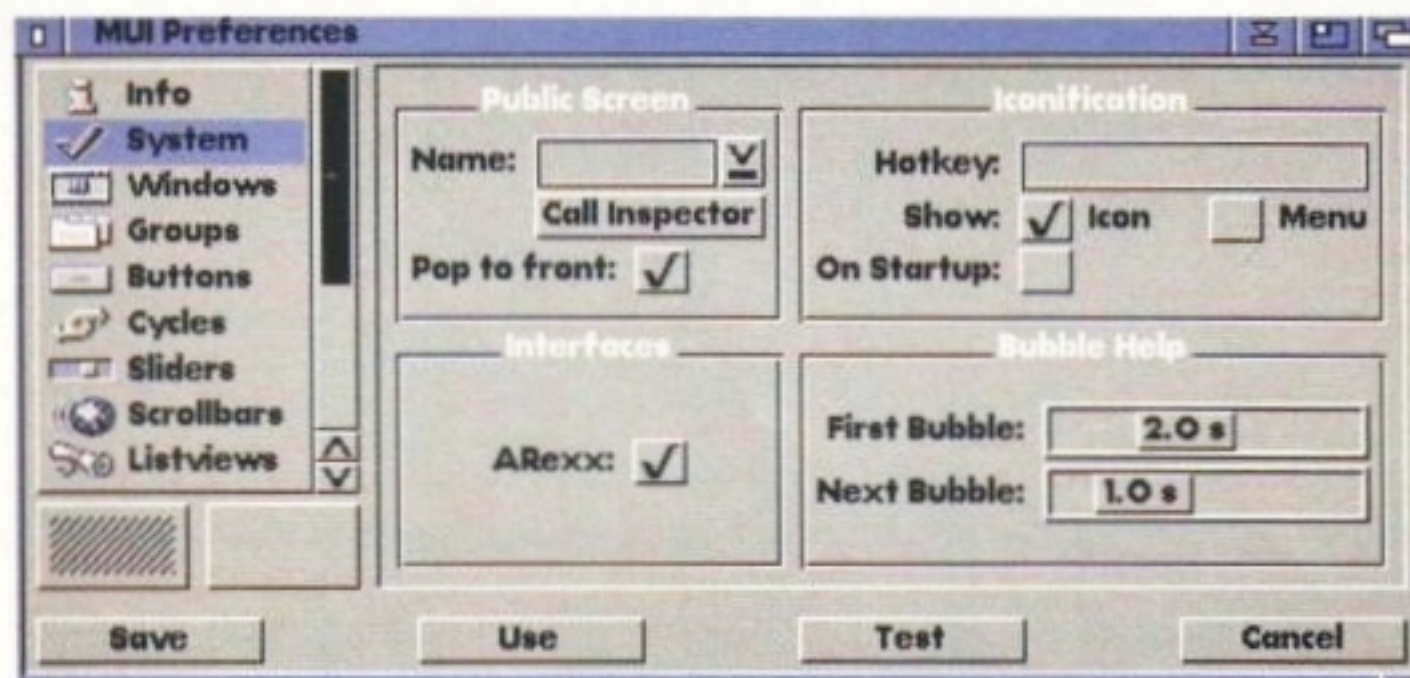 MUI Preferences
Info
System
Windows
Groups
Buttons
Cycles
Sliders
Scrollbars
Listviews
Public Screen
Name:
Call Inspector
Pop to front:
Iconification
Hotkey:
Show: Icon Menu
On Startup:
Interfaces
ARexx:
Bubble Help
First Bubble: 2.0 s
Next Bubble: 1.0 s
Save Use Test Cancel